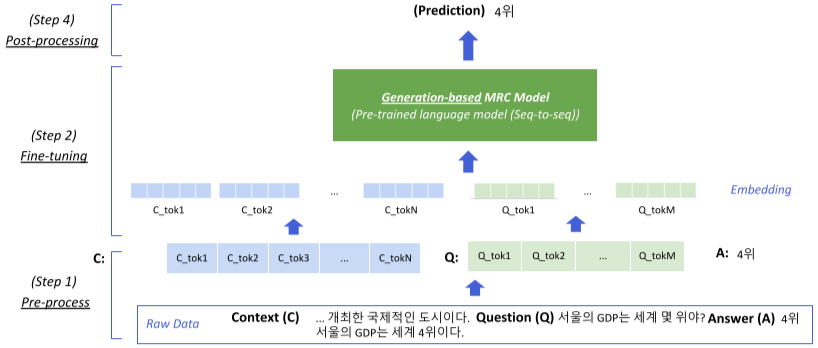 (Step 4)
Post-processing
(Prediction) 4위
Generation-based MRC Model
(Pre-trained language model (Seq-to-seq))
(Step 2)
Fine-tuning
... ... Embedding
C_tok1 C_tok2 C_tokN Q_tok1 Q_tokM
C: C_tok1 C_tok2 C_tok3 ... C_tokN Q: Q_tok1 Q_tok2 ... Q_tokM A: 4위
(Step 1)
Pre-process
Raw Data Context (C) ... 개최한 국제적인 도시이다. Question (Q) 서울의 GDP는 세계 몇 위야? Answer (A) 4위
서울의 GDP는 세계 4위이다.